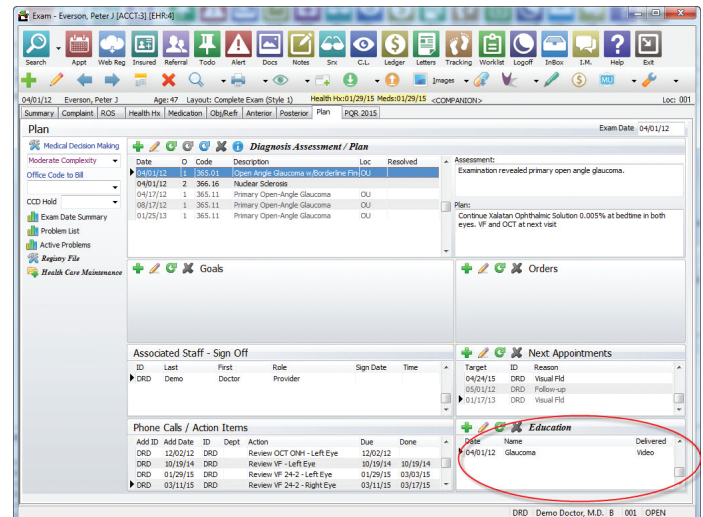 Exam - Everson, Peter J [ACCT:3] [EHR:4]
Search Appt Web Reg Insured Referral Todo Alert Docs Notes Srx C.L. Ledger Letters Tracking Worklist Logoff InBox I.M. Help Exit
Images MU
04/01/12 Everson, Peter J Age: 47 Layout: Complete Exam (Style 1) Health Hx:01/29/15 Meds:01/29/15 <COMPANION> Loc: 001
Summary Complaint ROS Health Hx Medication Obj/Refr Anterior Posterior Plan PQR 2015
Plan Exam Date 04/01/12
Medical Decision Making
Moderate Complexity
Office Code to Bill
CCD Hold
Exam Date Summary
Problem List
Active Problems
Registry File
Health Care Maintenance
Diagnosis Assessment / Plan
Date O Code Description Loc Resolved
04/01/12 1 365.01 Open Angle Glaucoma w/Borderline Fin OU
04/01/12 2 366.16 Nuclear Sclerosis
04/17/12 1 365.11 Primary Open-Angle Glaucoma OU
08/17/12 1 365.11 Primary Open-Angle Glaucoma OU
01/25/13 1 365.11 Primary Open-Angle Glaucoma OU
Assessment:
Examination revealed primary open angle glaucoma.
Plan:
Continue Xalatan Ophthalmic Solution 0.005% at bedtime in both
eyes. VF and OCT at next visit
Goals
Orders
Associated Staff - Sign Off
ID Last First Role Sign Date Time
DRD Demo Doctor Provider
Next Appointments
Target ID Reason
04/24/15 DRD Visual Fld
05/01/12 DRD Follow-up
01/17/13 DRD Visual Fld
Phone Calls / Action Items
Add ID Add Date ID Dept Action Due Done
DRD 12/02/12 DRD Review OCT ONH - Left Eye 12/02/12
DRD 10/19/14 DRD Review VF - Left Eye 10/19/14 10/19/14
DRD 01/29/15 DRD Review VF 24-2 - Left Eye 01/29/15 03/03/15
DRD 03/11/15 DRD Review VF 24-2 - Right Eye 03/11/15 03/17/15
Education
Date Name Delivered
04/01/12 Glaucoma Video
DRD Demo Doctor, M.D. B 001 OPEN